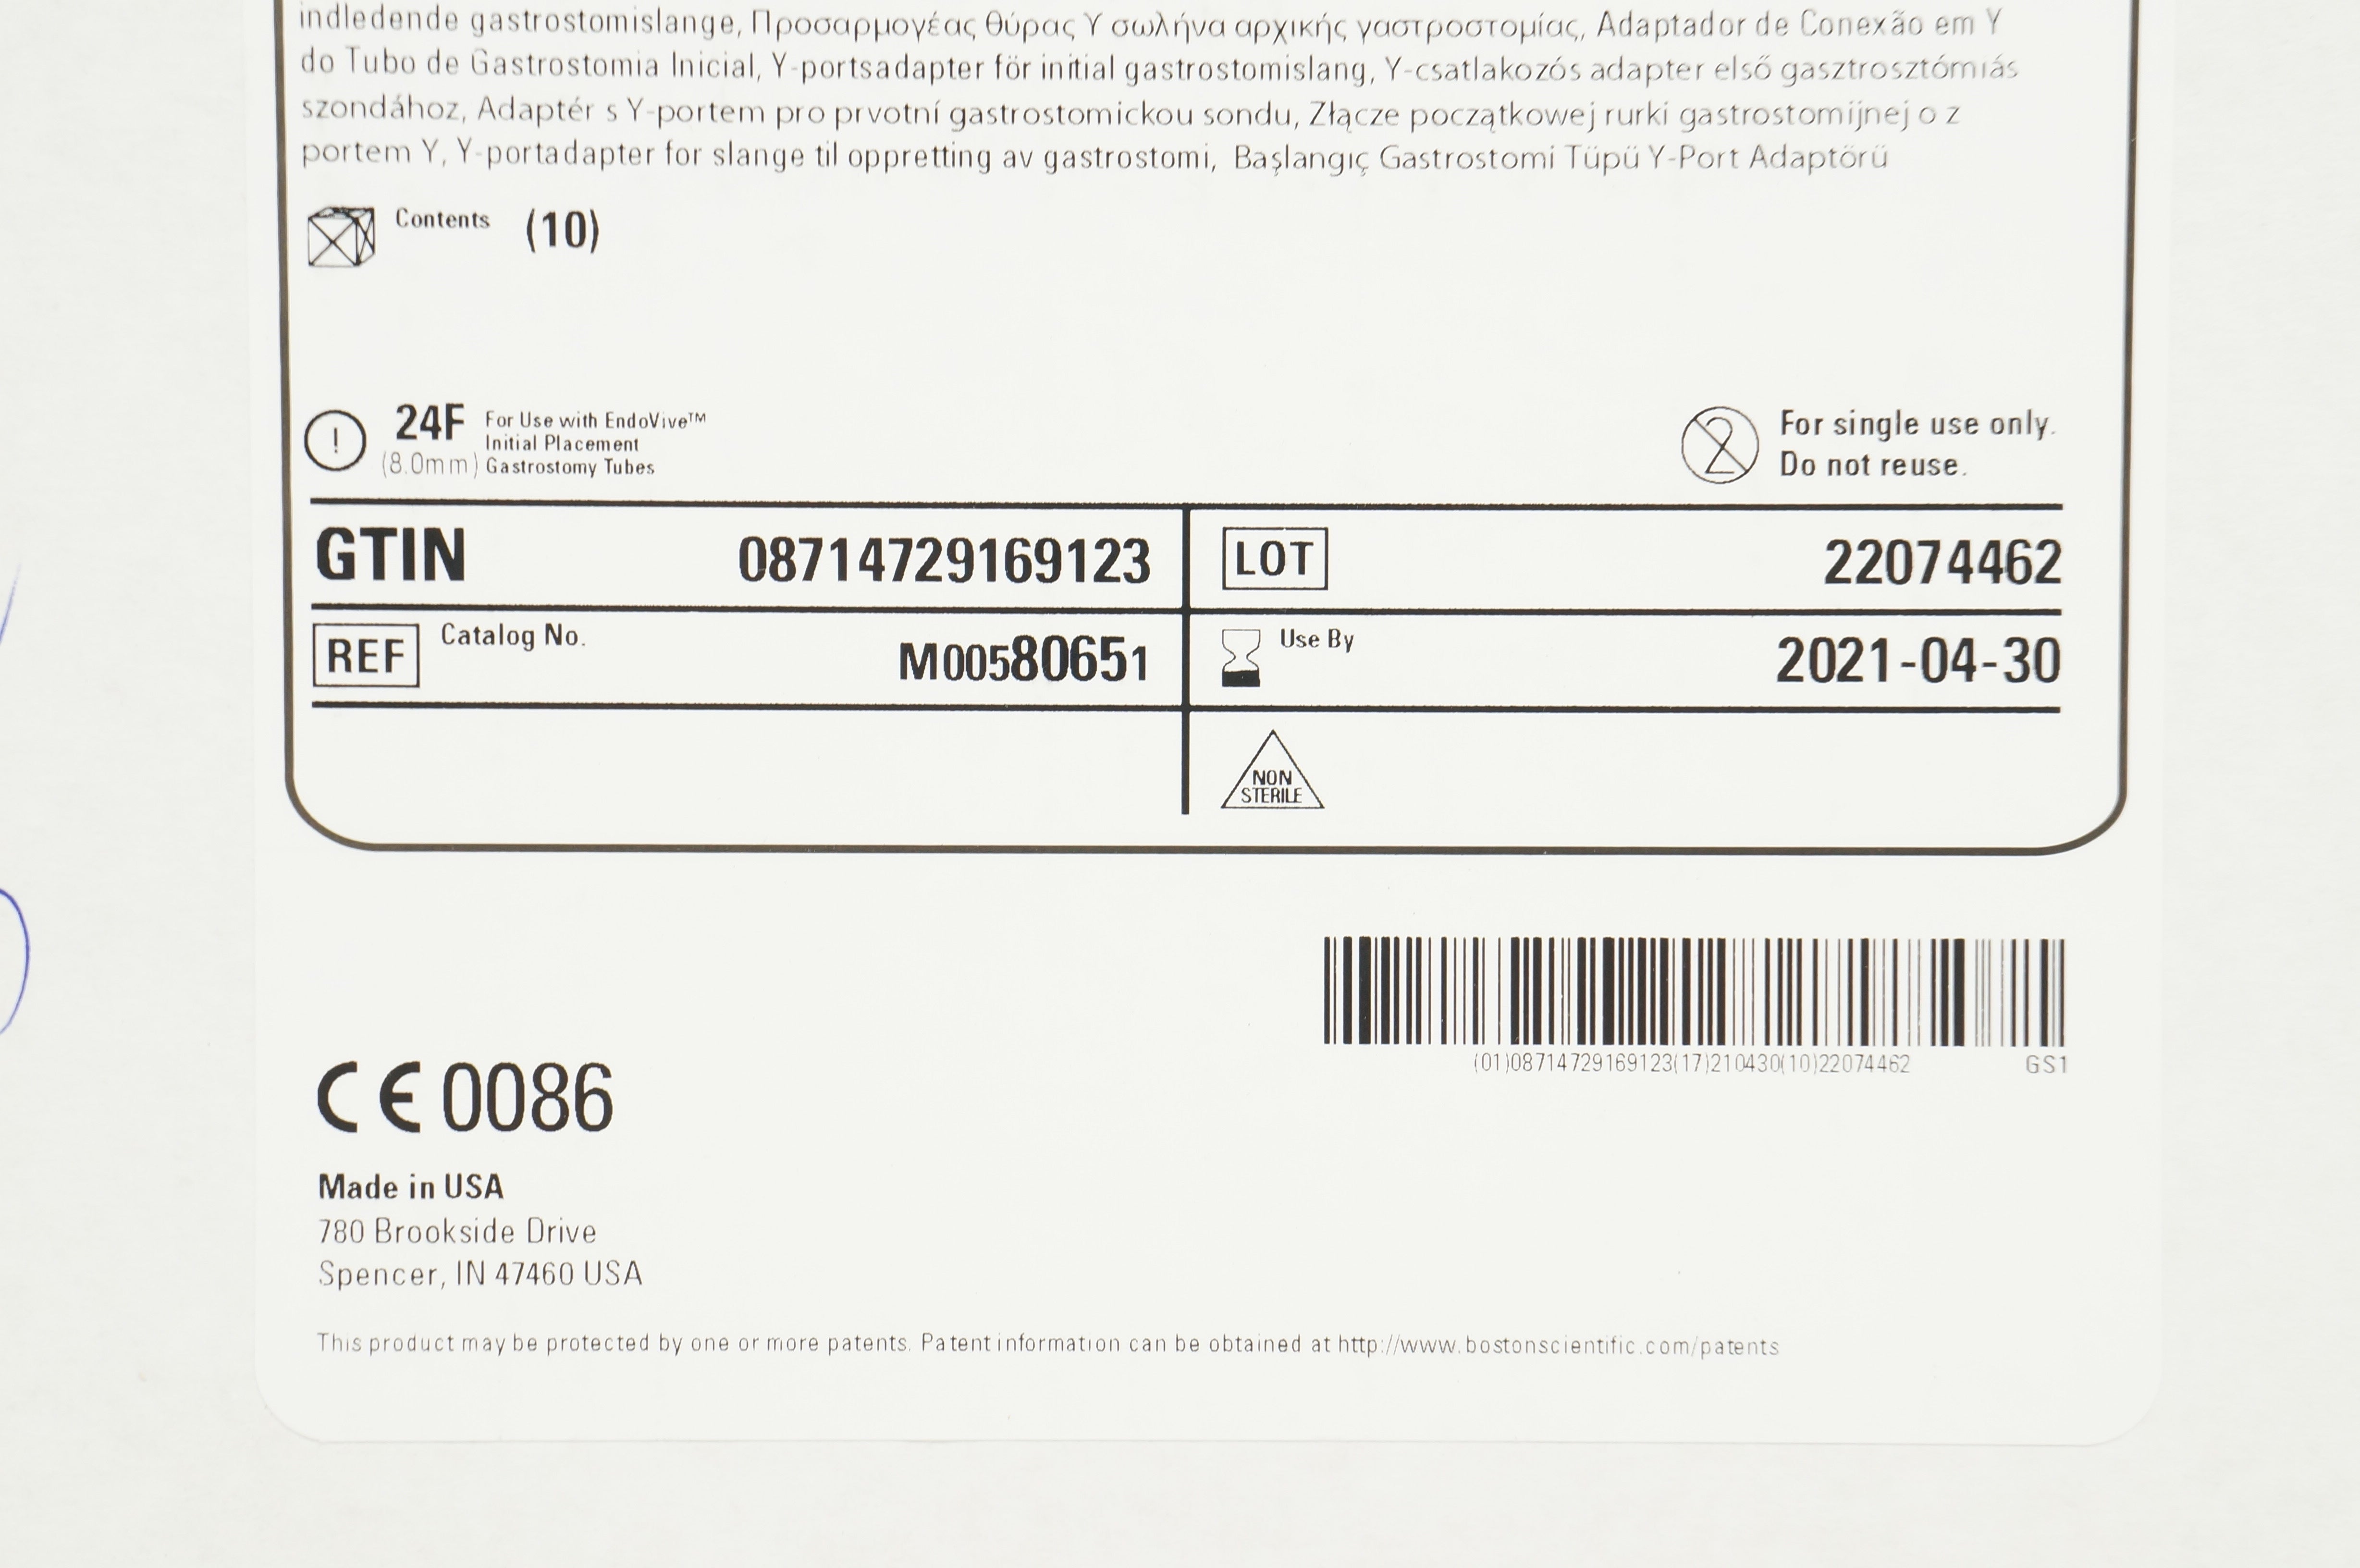 indledende gastrostomislange, Προσαρμογέας θύρας Υ σωλήνα αρχικής γαστροστομίας, Adaptador de Conexão em Y
do Tubo de Gastrostomia Inicial, Y-portsadapter för initial gastrostomislang, Y-csatlakozós adapter első gasztrosztómiás
szondához, Adaptér s Y-portem pro prvotní gastrostomickou sondu, Złącze początkowej rurki gastrostomijnej o z
portem Y, Y-portadapter for slange til oppretting av gastrostomi, Başlangıç Gastrostomi Tüpü Y-Port Adaptörü
Contents (10)
! 24F For Use with EndoVive™
Initial Placement
(8.0mm) Gastrostomy Tubes
2 For single use only.
Do not reuse.
GTIN 08714729169123 LOT 22074462
REF Catalog No. M00580651 Use By 2021-04-30
NON
STERILE
(01)08714729169123(17)210430(10)22074462 GS1
CE 0086
Made in USA
780 Brookside Drive
Spencer, IN 47460 USA
This product may be protected by one or more patents. Patent information can be obtained at http://www.bostonscientific.com/patents